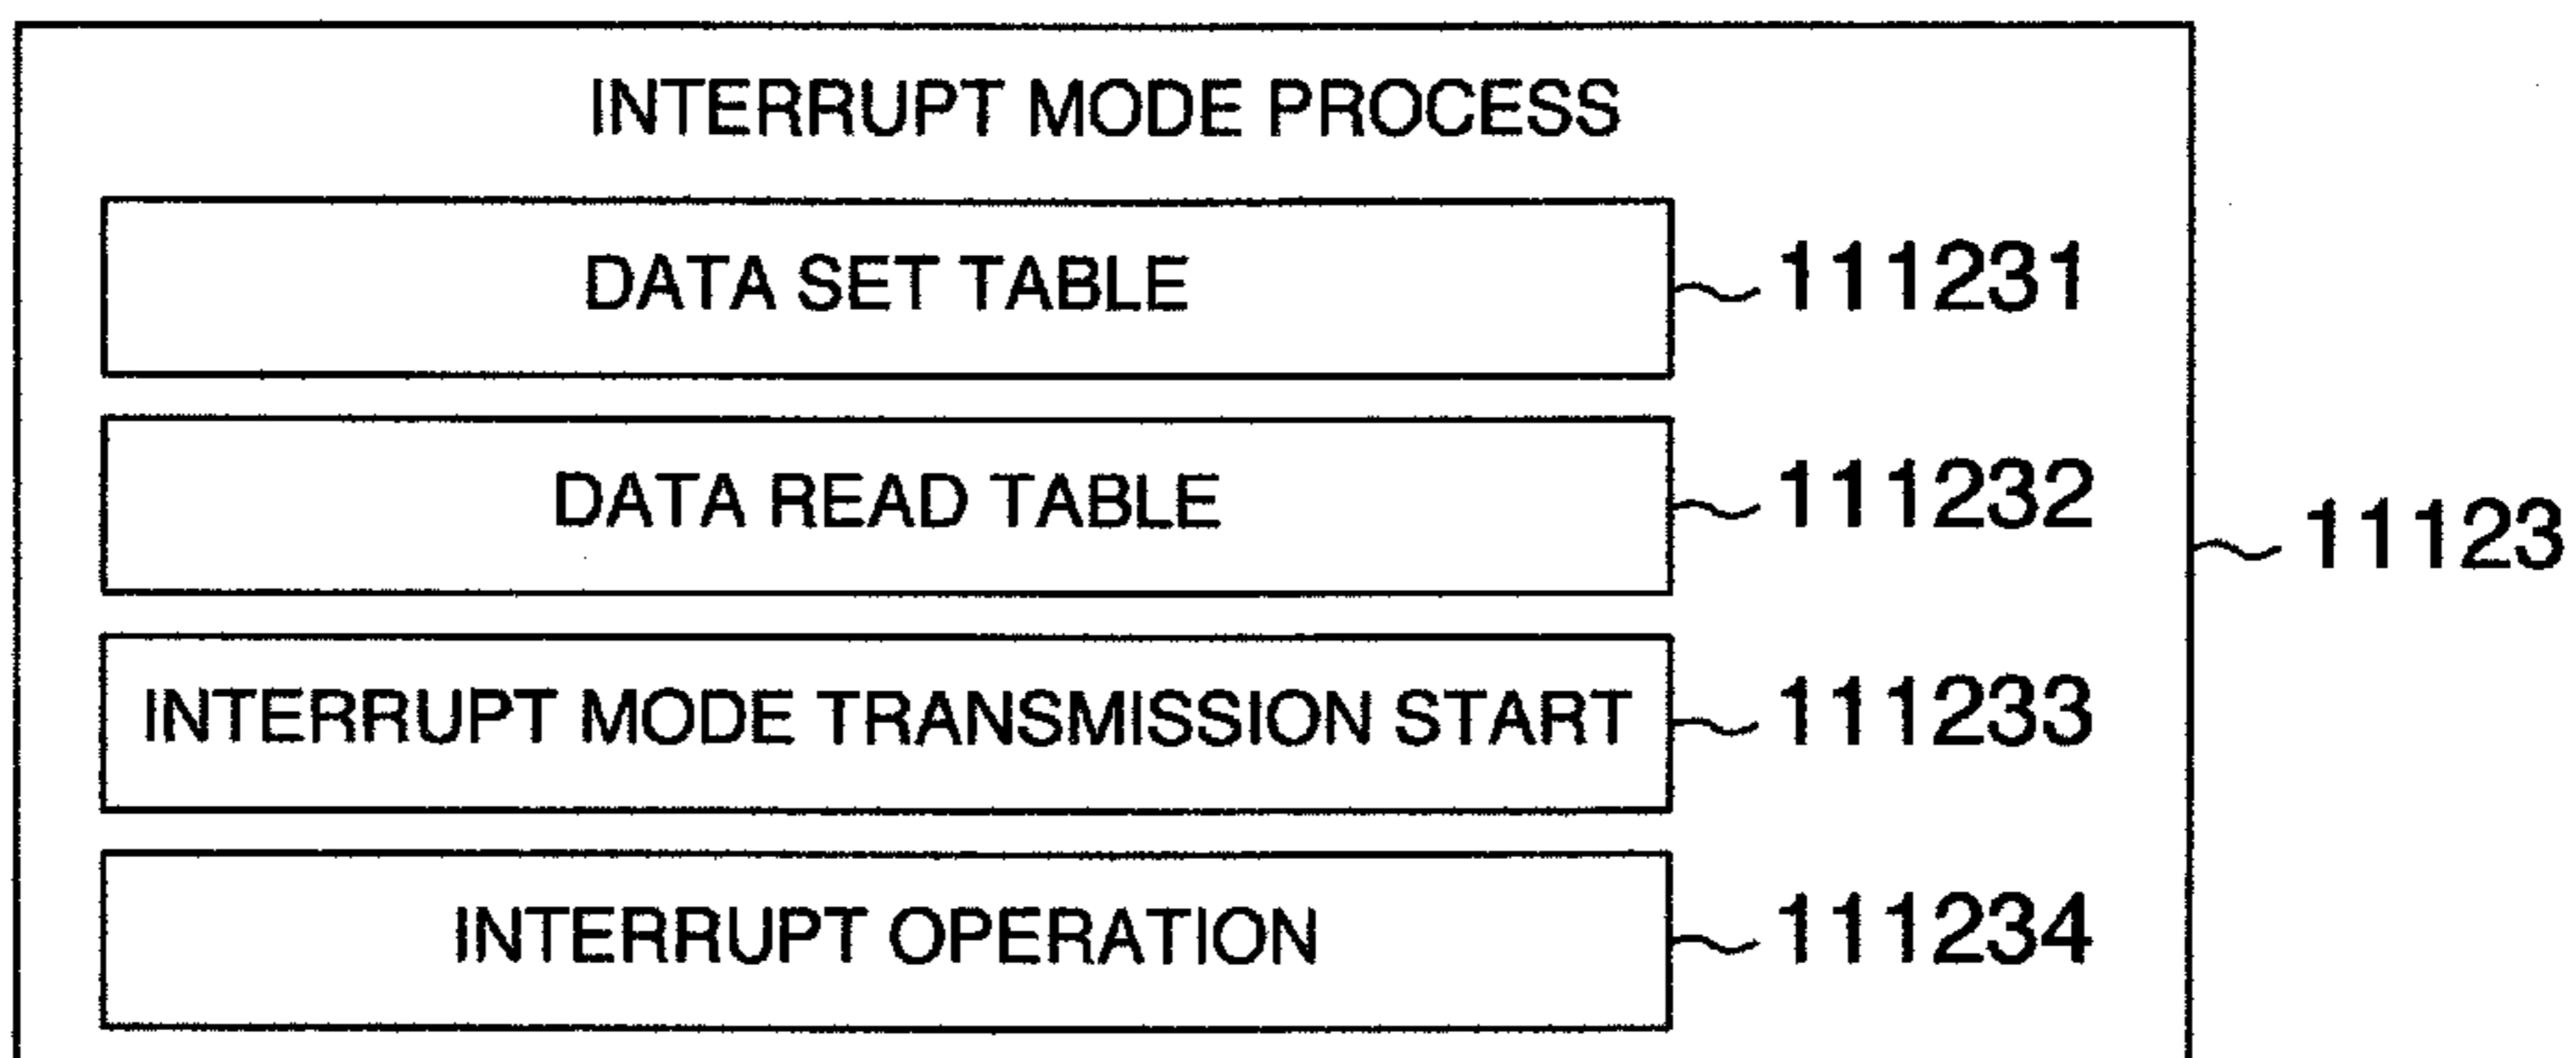 INTERRUPT MODE PROCESS
DATA SET TABLE 111231
DATA READ TABLE 111232
11123
INTERRUPT MODE TRANSMISSION START 111233
INTERRUPT OPERATION 111234